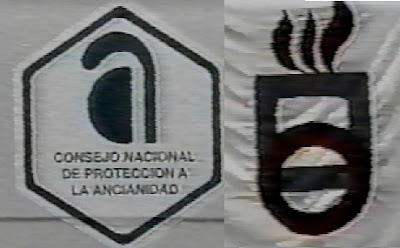 a
CONSEJO NACIONAL
DE PROTECCION A
LA ANCIANIDAD